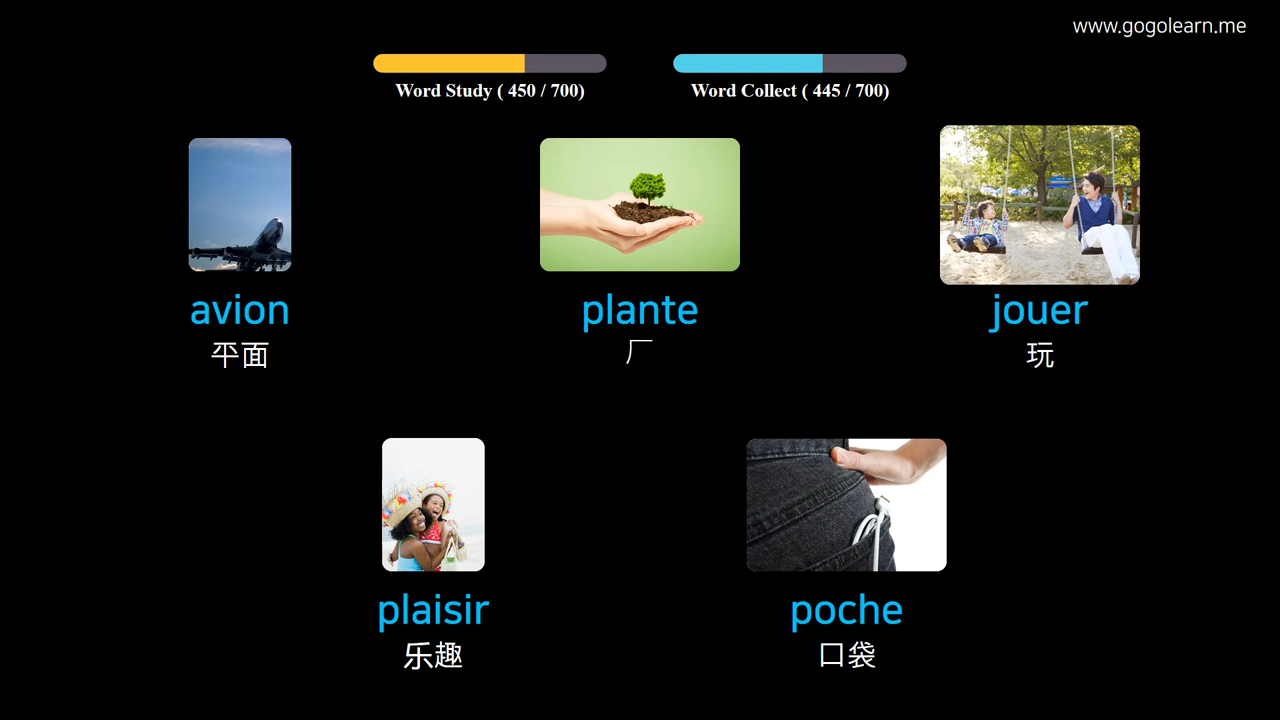 www.gogolearn.me
Word Study ( 450 / 700)
Word Collect ( 445 / 700)
avion
平面
plante
厂
jouer
玩
plaisir
乐趣
poche
口袋